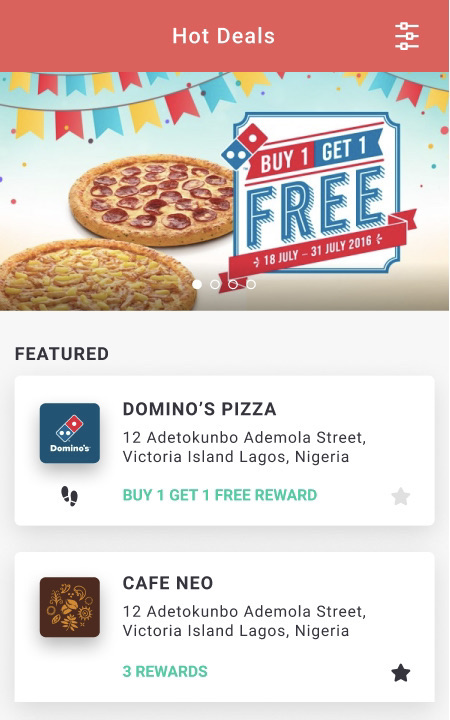 Hot Deals
BUY 1 GET 1
FREE
18 JULY – 31 JULY 2016
FEATURED
DOMINO'S PIZZA
12 Adetokunbo Ademola Street,
Victoria Island Lagos, Nigeria
Domino's
BUY 1 GET 1 FREE REWARD
CAFE NEO
12 Adetokunbo Ademola Street,
Victoria Island Lagos, Nigeria
3 REWARDS